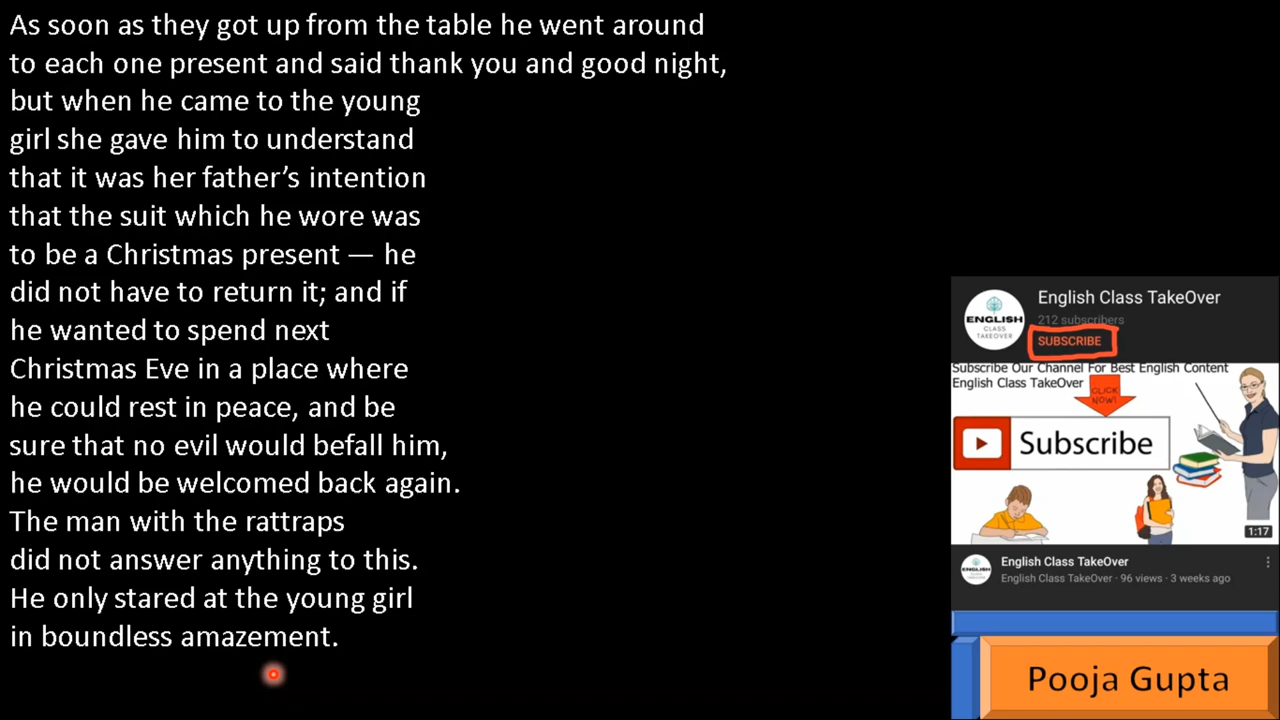 As soon as they got up from the table he went around
to each one present and said thank you and good night,
but when he came to the young
girl she gave him to understand
that it was her father’s intention
that the suit which he wore was
to be a Christmas present — he
did not have to return it; and if
he wanted to spend next
Christmas Eve in a place where
he could rest in peace, and be
sure that no evil would befall him,
he would be welcomed back again.
The man with the rattraps
did not answer anything to this.
He only stared at the young girl
in boundless amazement.
English Class TakeOver
212 subscribers
SUBSCRIBE
ENGLISH
CLASS
TAKEOVER
Subscribe Our Channel For Best English Content
English Class TakeOver
CLICK
NOW!
Subscribe
1:17
English Class TakeOver
English Class TakeOver · 96 views · 3 weeks ago
ENGLISH
Pooja Gupta